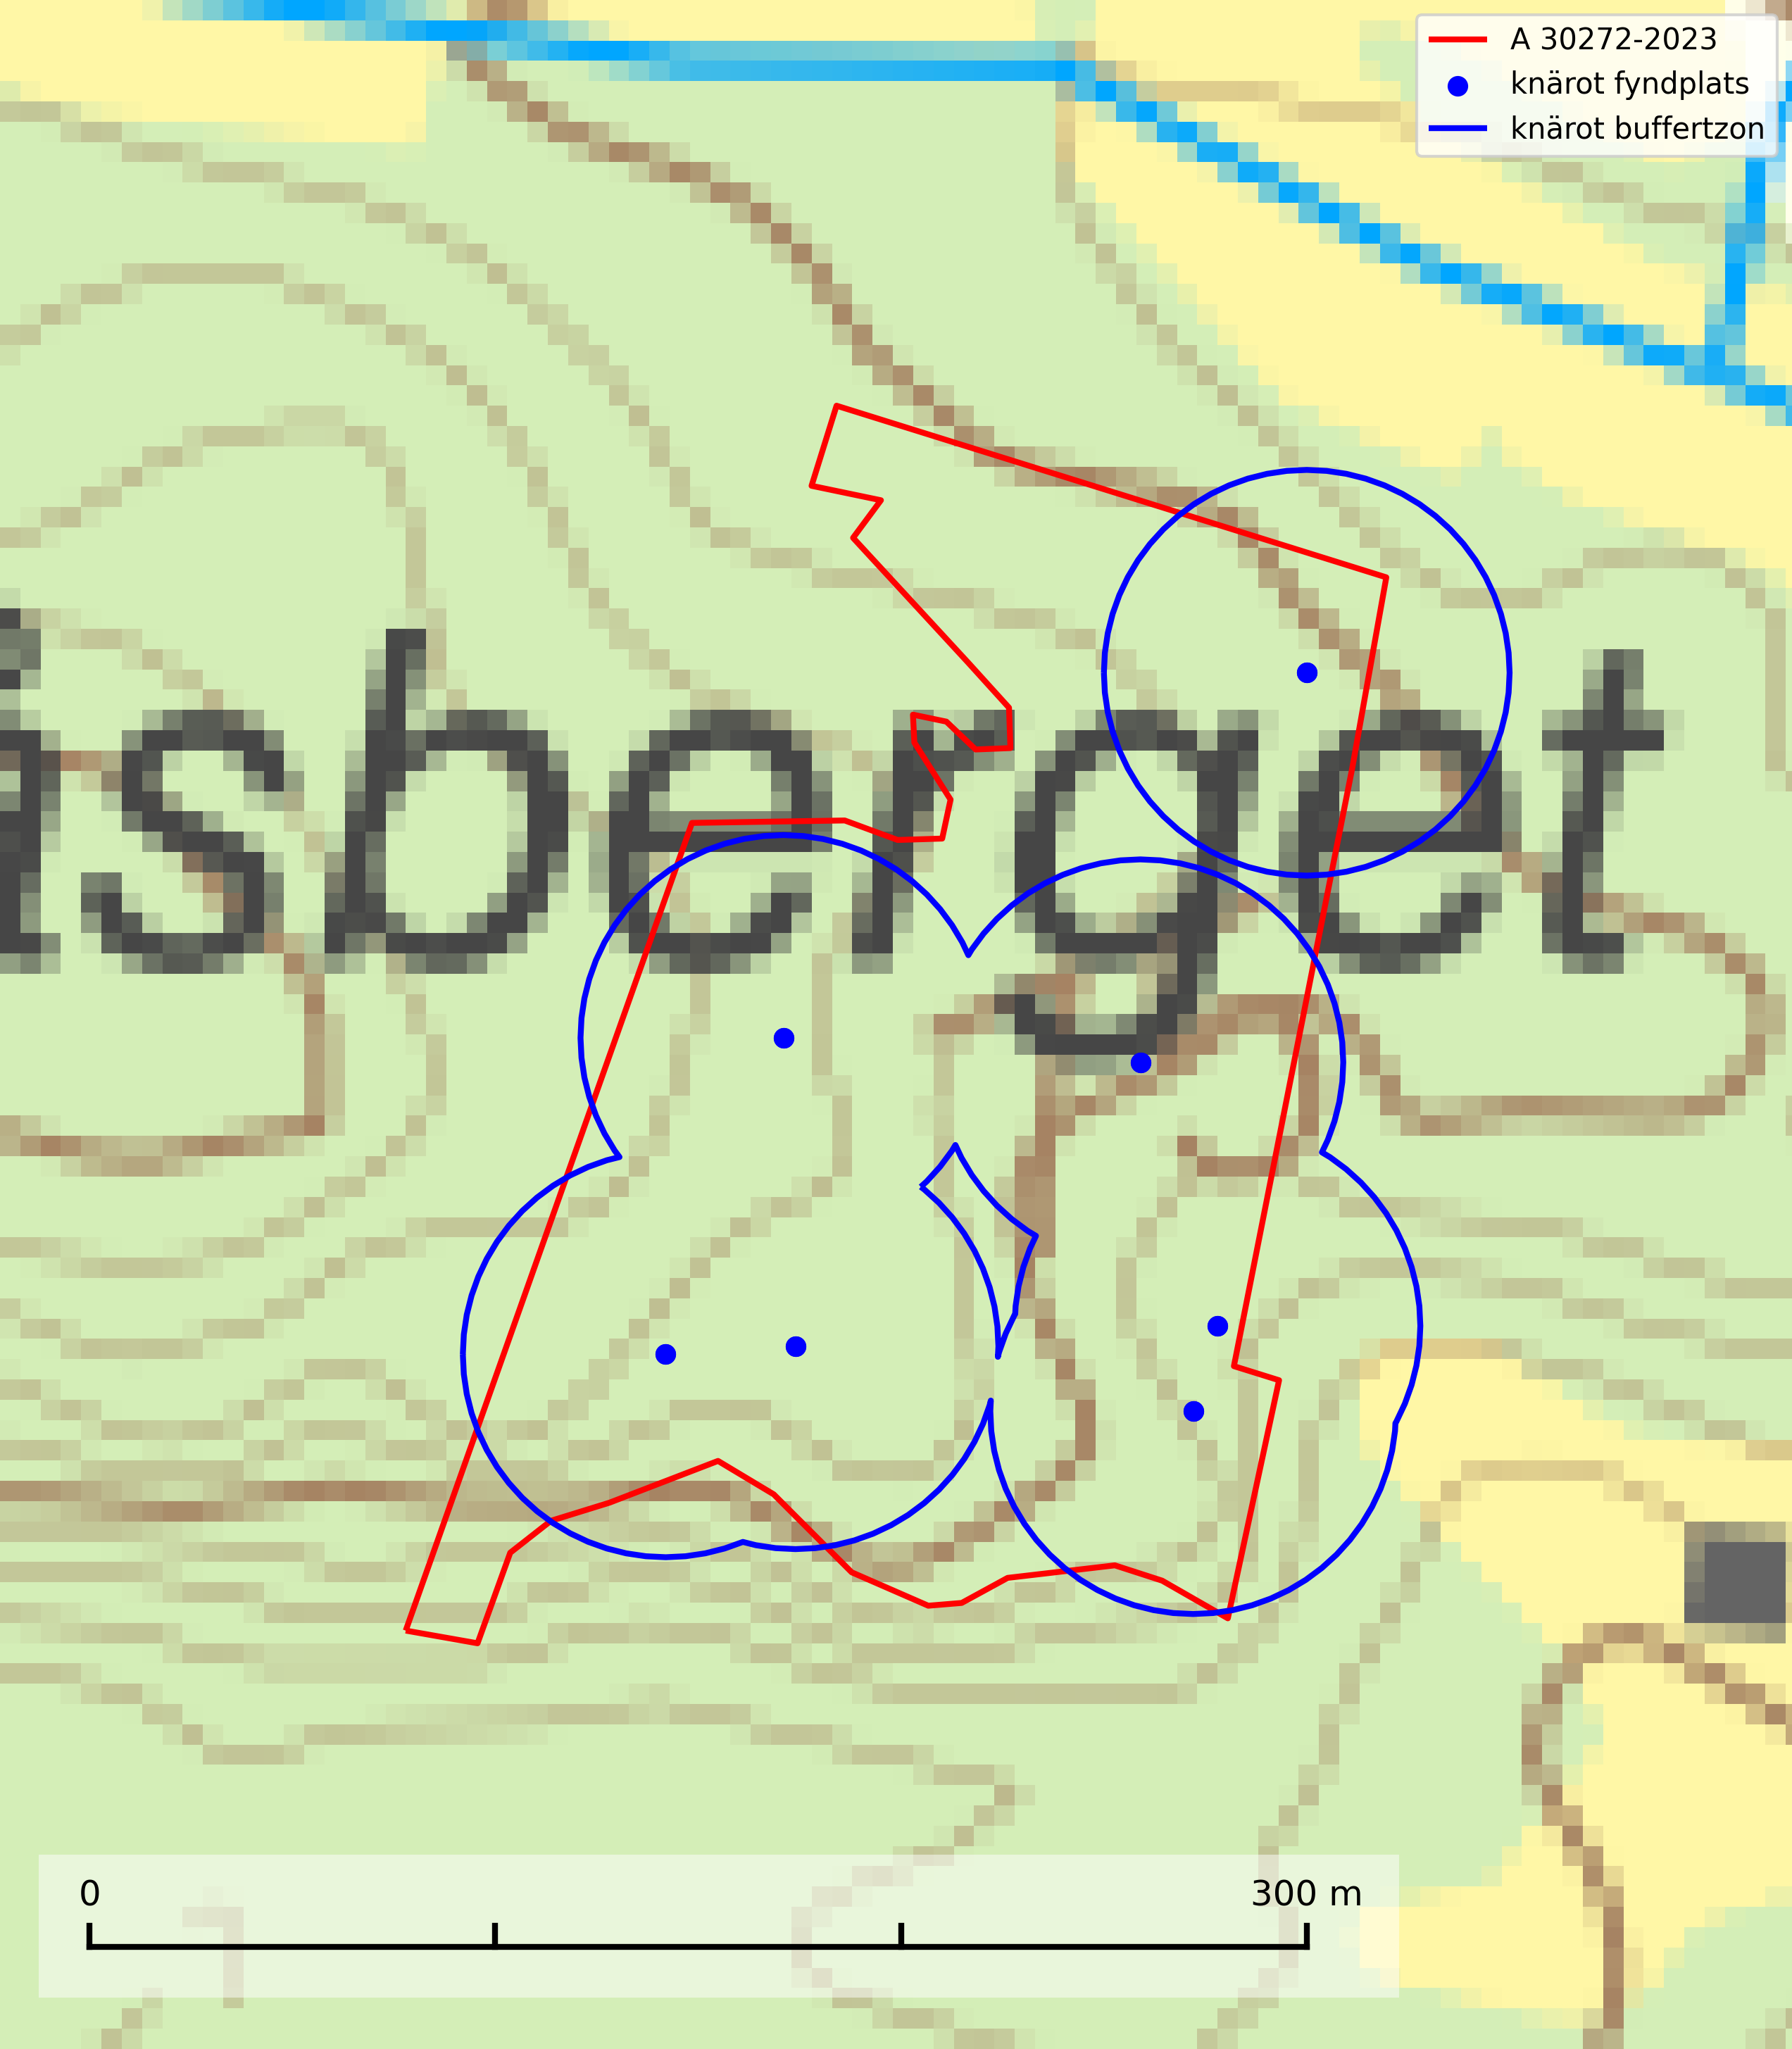 A 30272-2023
knärot fyndplats
knärot buffertzon
sberget
0 300 m